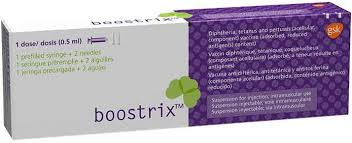 1 dose/ dosis (0.5 ml)
1 prefilled syringe + 2 needles
1 seringue préremplie + 2 aiguilles
1 jeringa precargada + 2 agujas
boostrix™
Diphtheria, tetanus and pertussis (acellular,
component) vaccine (adsorbed, reduced
antigen(s) content)
Vaccin diphtérique, tétanique, coquelucheux
(composant acellulaire) (adsorbé, à teneur
réduite en antigènes)
Vacuna antidiftérica, antitetánica y antitos ferina
(componente acelular) (adsorbida, contenido
antigénico reducido)
Suspension for injection, intramuscular use
Suspension injectable, voie intramusculaire
Suspensión inyectable, vía intramuscular
gsk